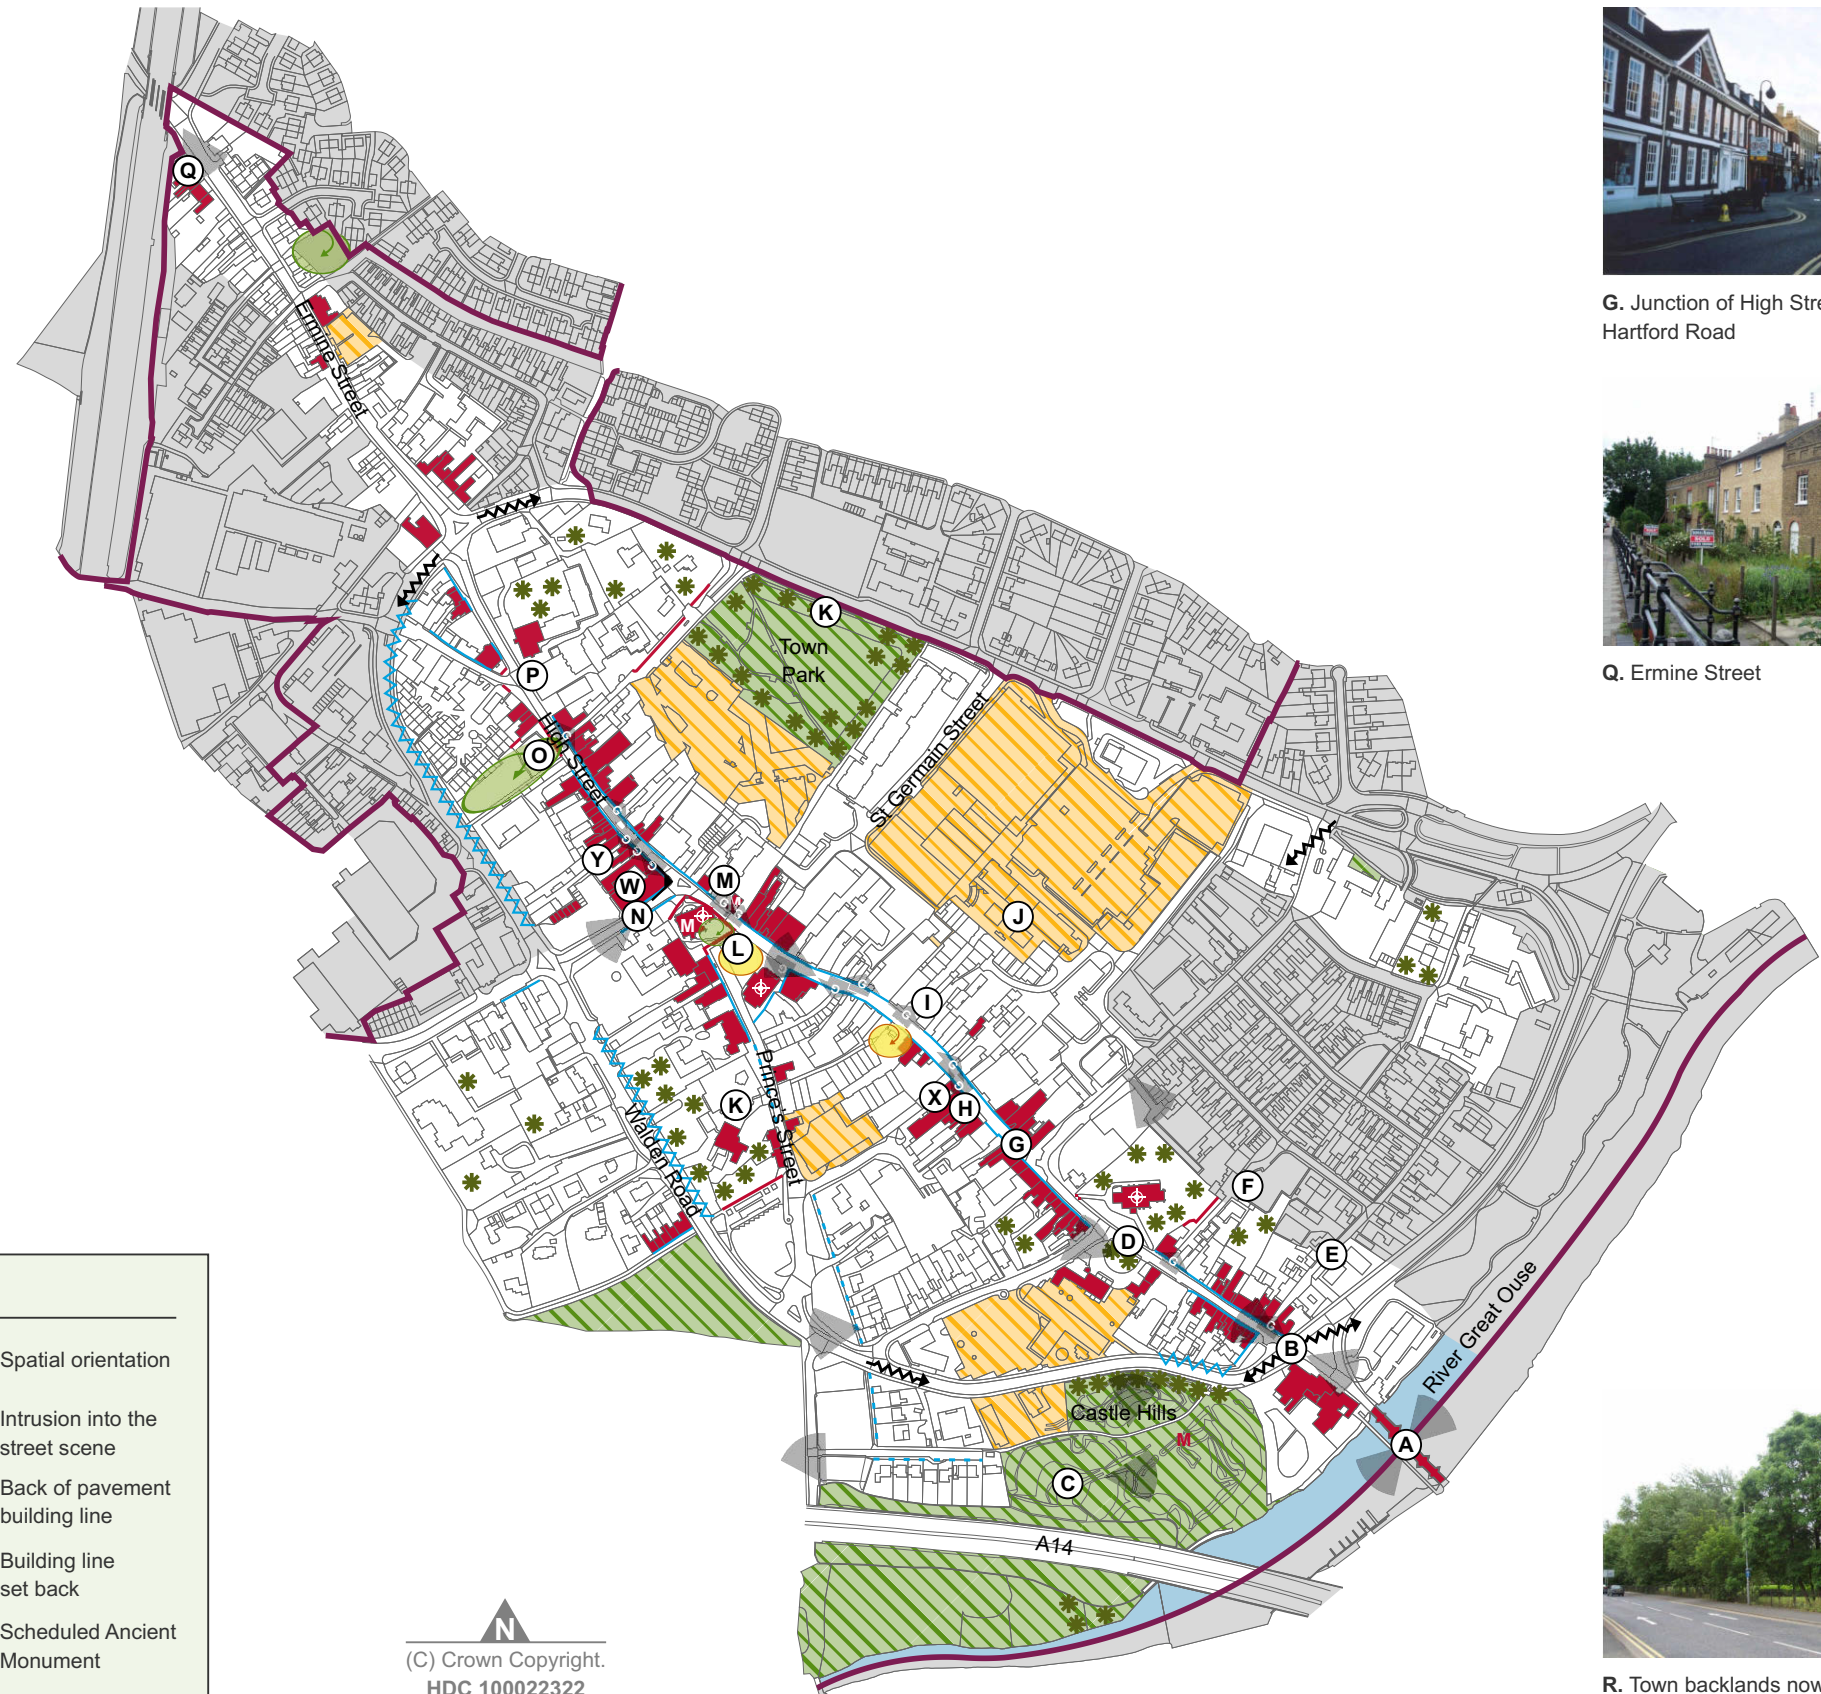 Q
Ermine Street
K
Town
Park
P
High Street
O
St Germain Street
Y
W
M
N
M
M
L
J
I
X
H
K
Prince's Street
Walden Road
G
F
D
E
B
River Great Ouse
A
Castle Hills
M
C
A14
G
G
G
G
G
G
G
G
G
G
G
G
G
G. Junction of High Stre
Hartford Road
Q. Ermine Street
R. Town backlands now
Spatial orientation
Intrusion into the
street scene
Back of pavement
building line
Building line
set back
Scheduled Ancient
Monument
N
(C) Crown Copyright.
HDC 100022322